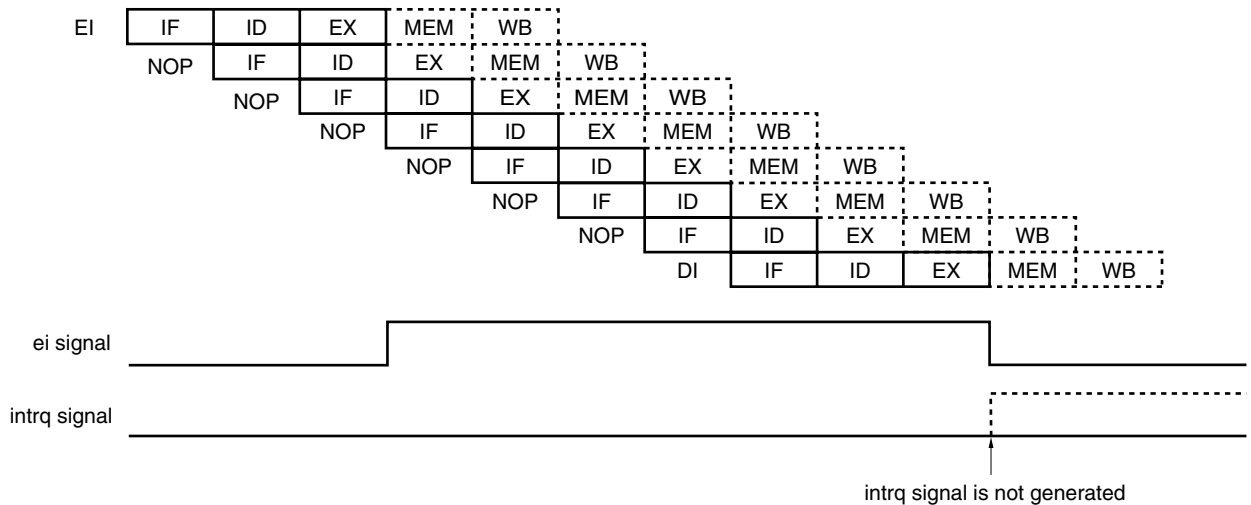 EI IF ID EX MEM WB
NOP IF ID EX MEM WB
NOP IF ID EX MEM WB
NOP IF ID EX MEM WB
NOP IF ID EX MEM WB
NOP IF ID EX MEM WB
NOP IF ID EX MEM WB
DI IF ID EX MEM WB
ei signal
intrq signal
intrq signal is not generated